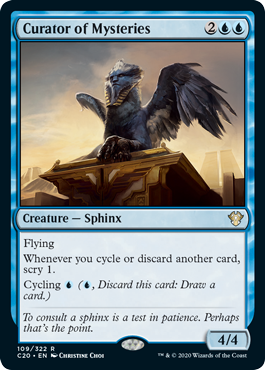 Curator of Mysteries 2
Creature — Sphinx
Flying
Whenever you cycle or discard another card,
scry 1.
Cycling (, Discard this card: Draw a
card.)
To consult a sphinx is a test in patience. Perhaps
that's the point.
4/4
109/322 R
C20 • EN Christine Choi
™ & © 2020 Wizards of the Coast